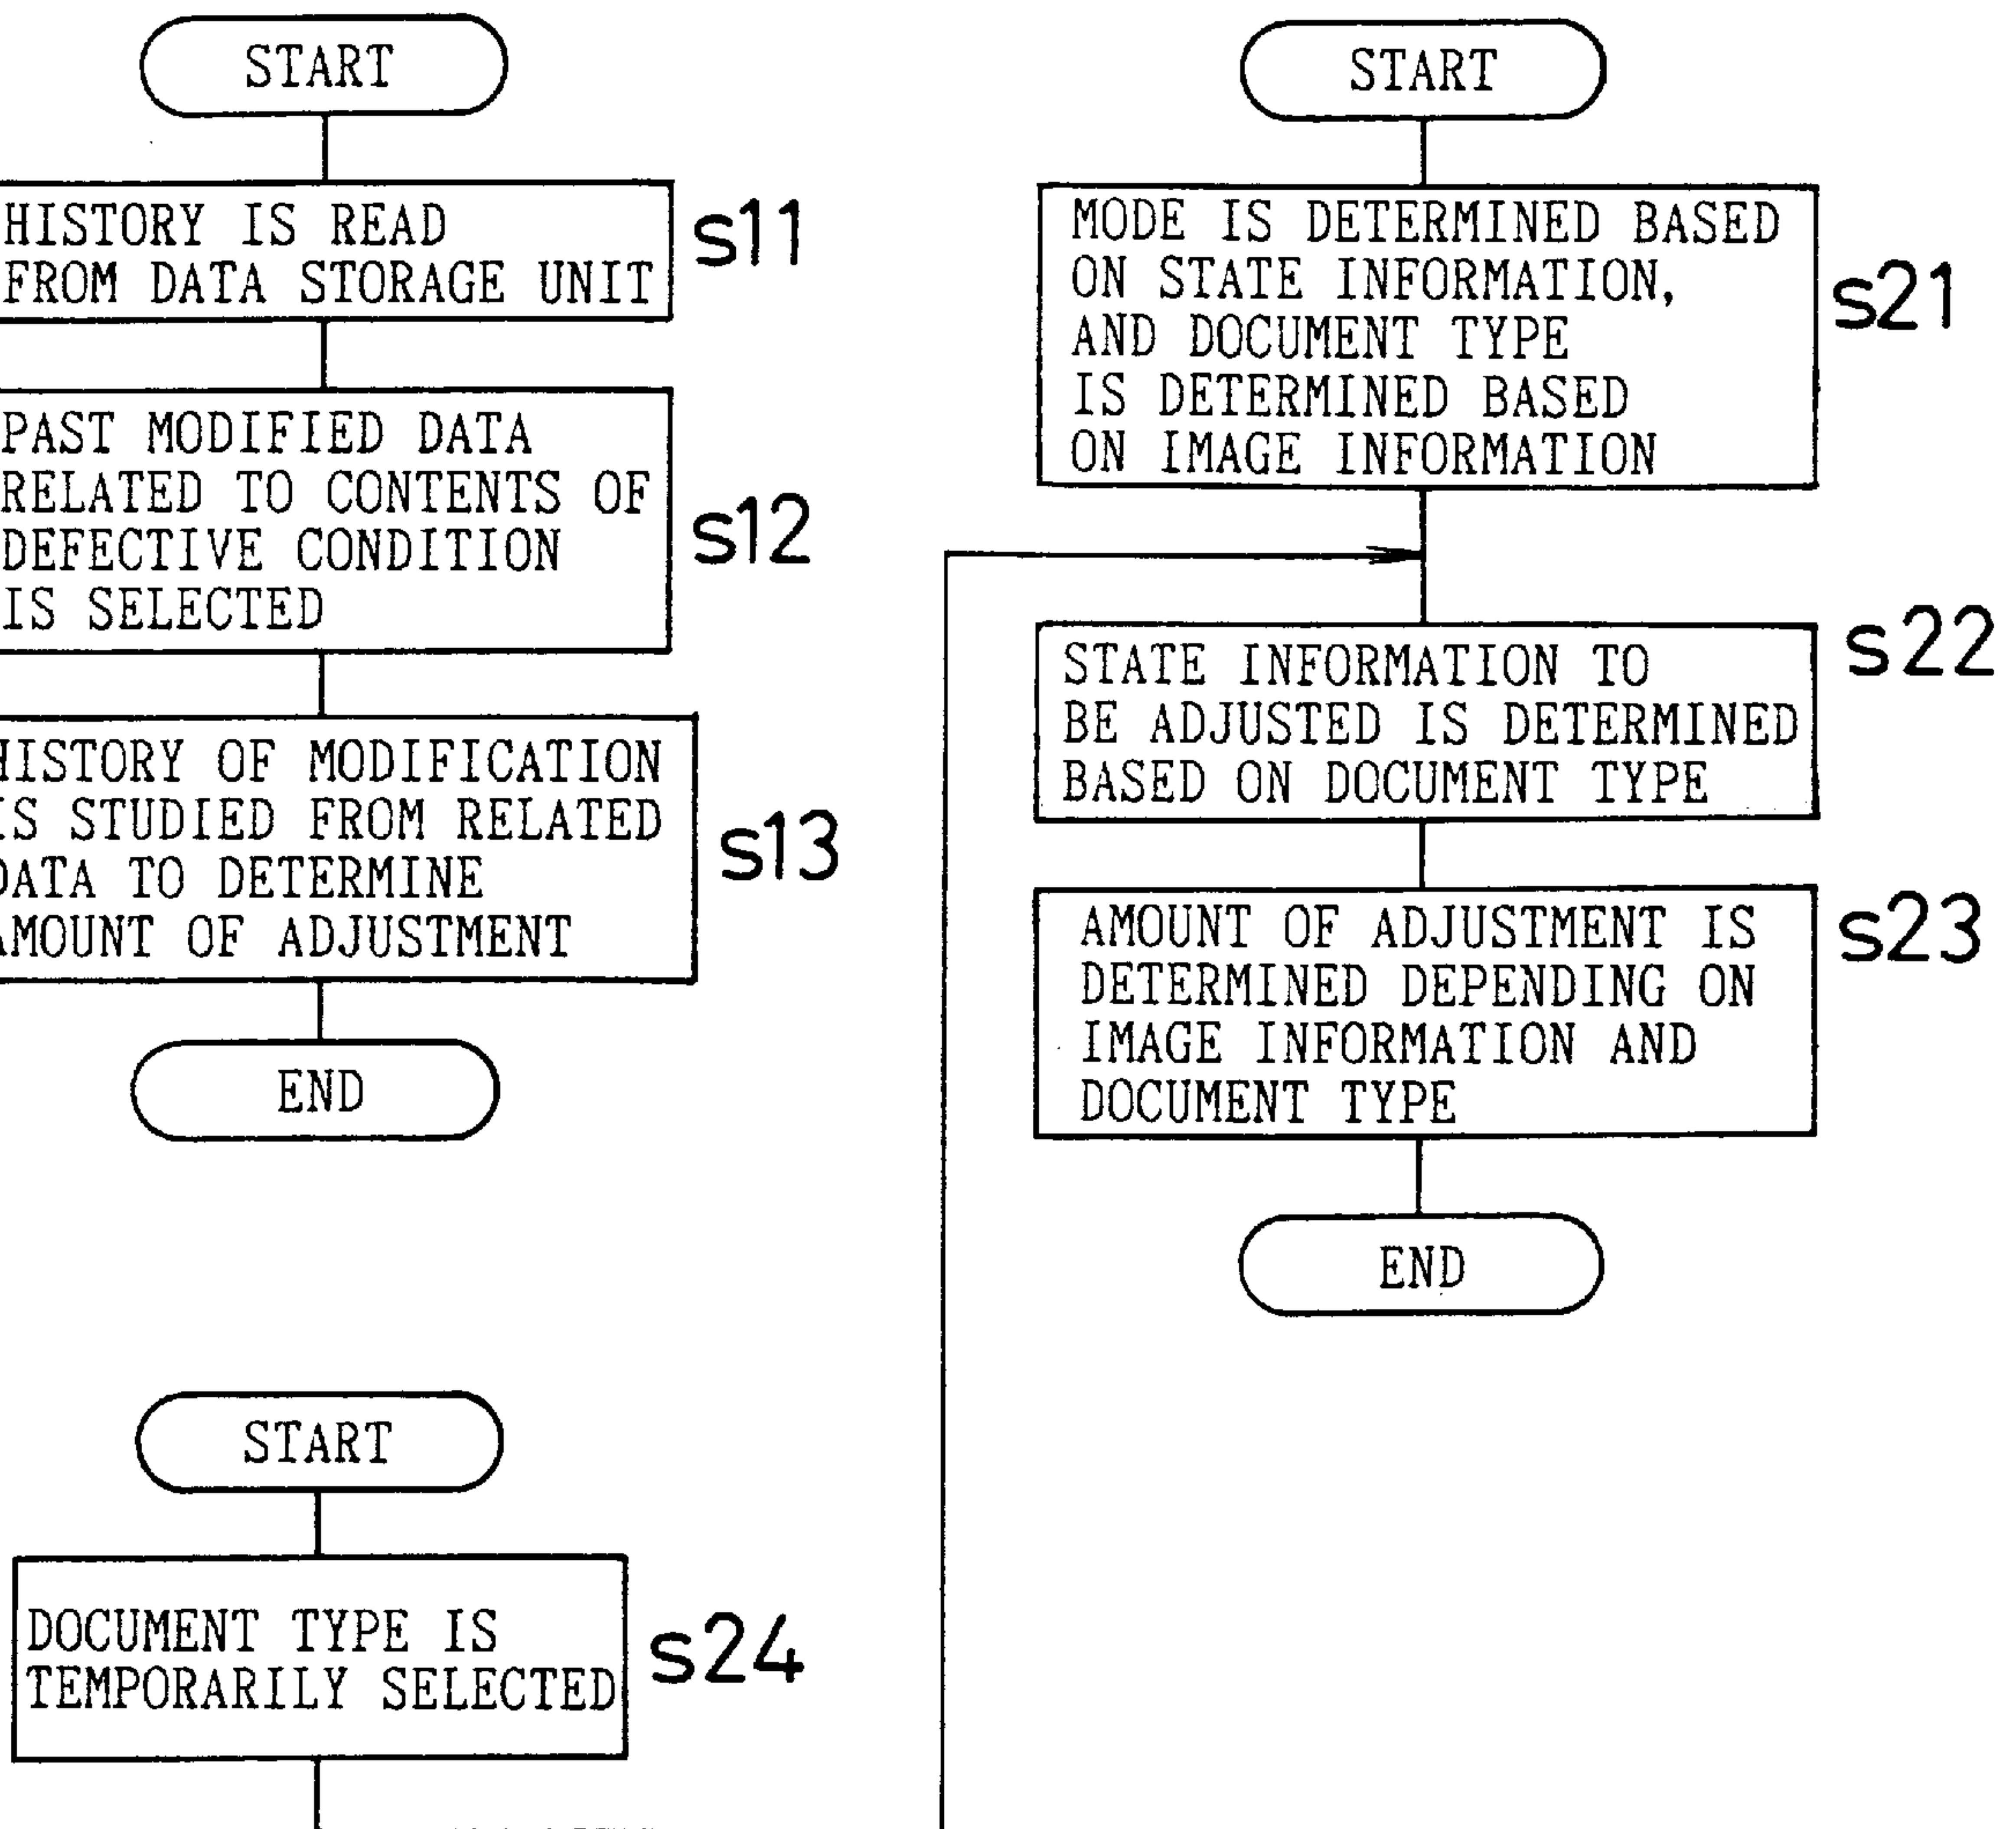 START
HISTORY IS READ
FROM DATA STORAGE UNIT
s11
PAST MODIFIED DATA
RELATED TO CONTENTS OF
DEFECTIVE CONDITION
IS SELECTED
s12
HISTORY OF MODIFICATION
IS STUDIED FROM RELATED
DATA TO DETERMINE
AMOUNT OF ADJUSTMENT
s13
END
START
DOCUMENT TYPE IS
TEMPORARILY SELECTED
s24
START
MODE IS DETERMINED BASED
ON STATE INFORMATION,
AND DOCUMENT TYPE
IS DETERMINED BASED
ON IMAGE INFORMATION
s21
STATE INFORMATION TO
BE ADJUSTED IS DETERMINED
BASED ON DOCUMENT TYPE
s22
AMOUNT OF ADJUSTMENT IS
DETERMINED DEPENDING ON
IMAGE INFORMATION AND
DOCUMENT TYPE
s23
END